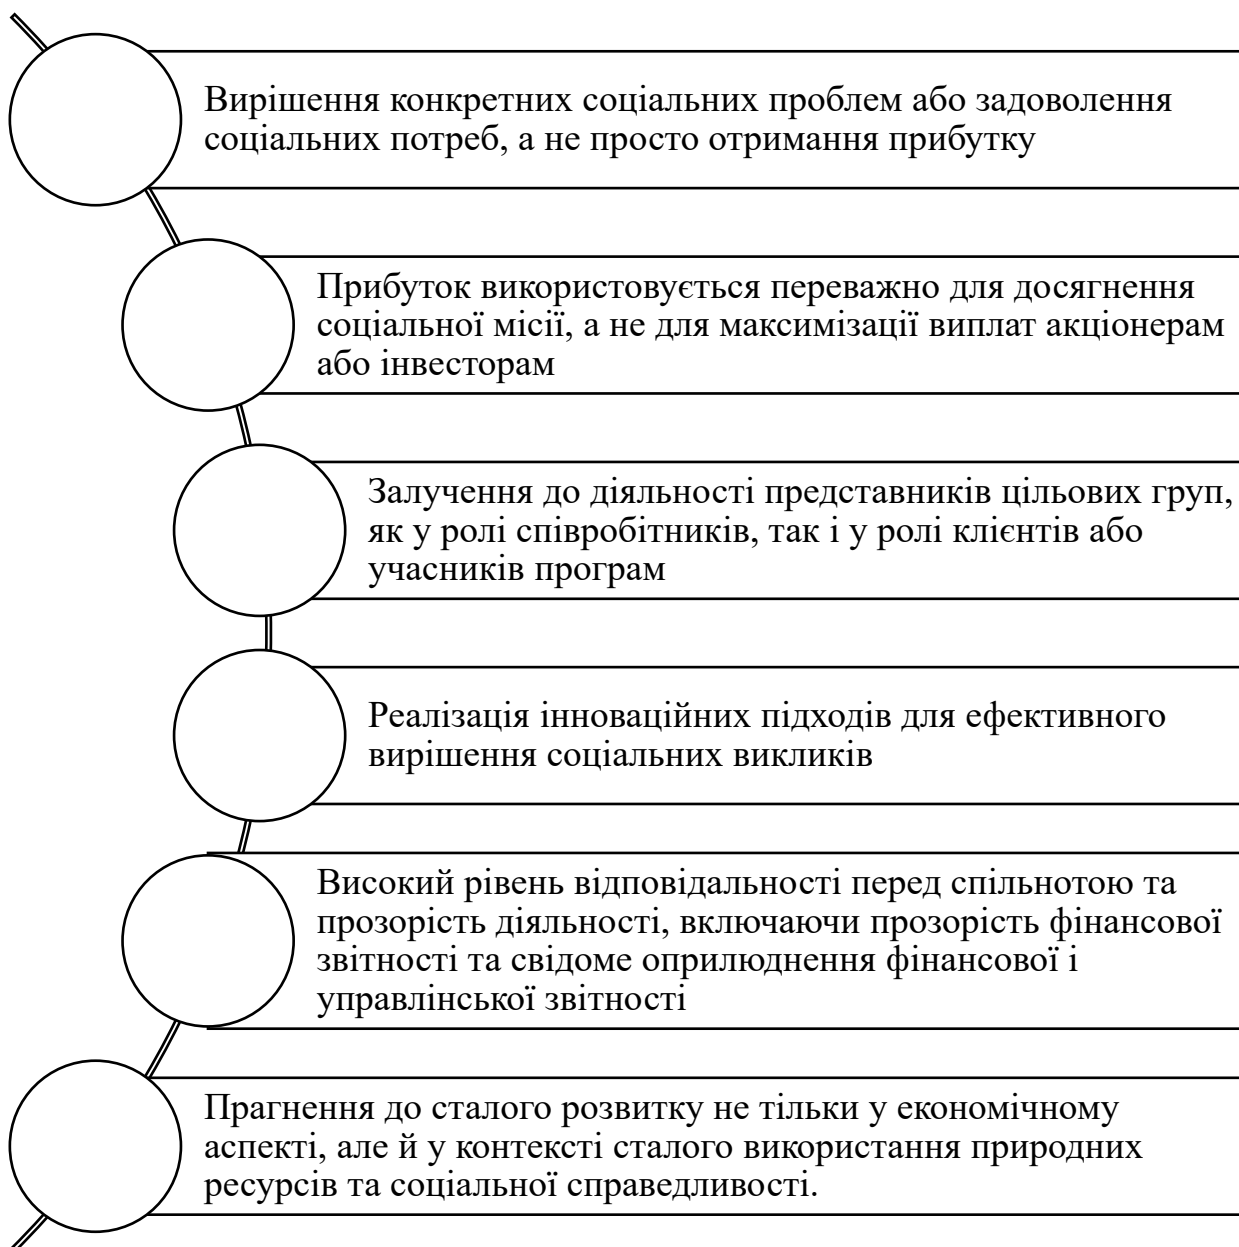 Вирішення конкретних соціальних проблем або задоволення
соціальних потреб, а не просто отримання прибутку
Прибуток використовується переважно для досягнення
соціальної місії, а не для максимізації виплат акціонерам
або інвесторам
Залучення до діяльності представників цільових груп,
як у ролі співробітників, так і у ролі клієнтів або
учасників програм
Реалізація інноваційних підходів для ефективного
вирішення соціальних викликів
Високий рівень відповідальності перед спільнотою та
прозорість діяльності, включаючи прозорість фінансової
звітності та свідоме оприлюднення фінансової і
управлінської звітності
Прагнення до сталого розвитку не тільки у економічному
аспекті, але й у контексті сталого використання природних
ресурсів та соціальної справедливості.